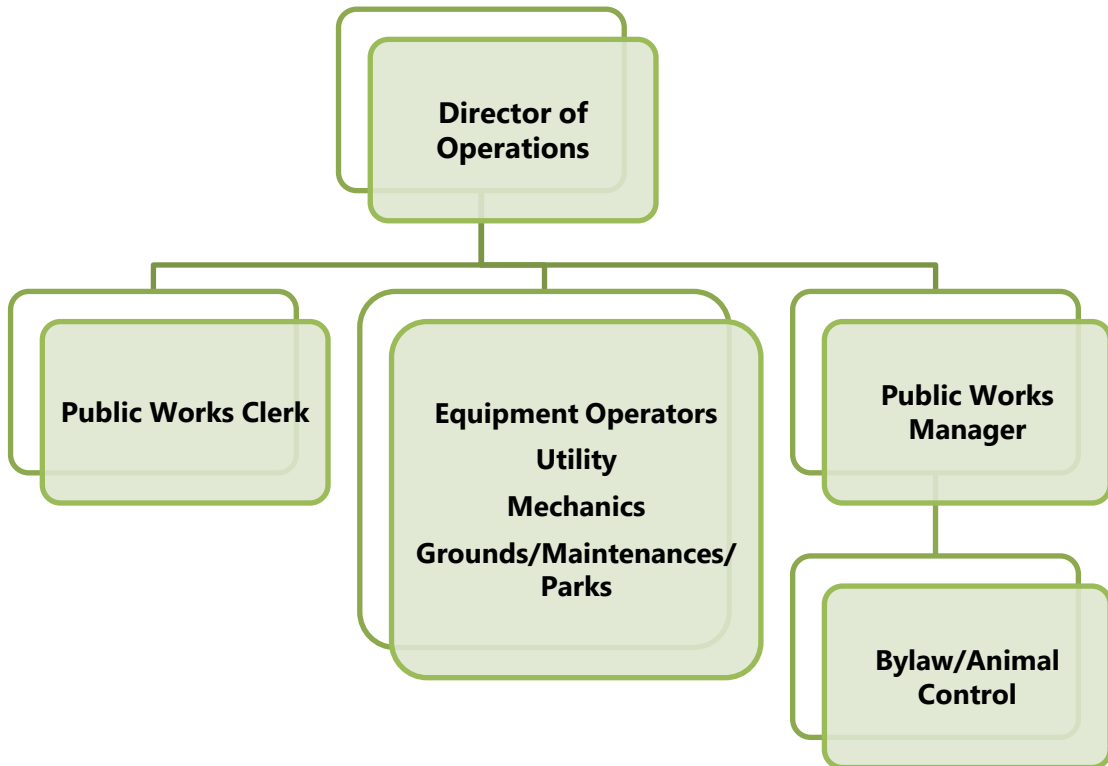 Director of
Operations
Public Works Clerk
Equipment Operators
Utility
Mechanics
Grounds/Maintenances/
Parks
Public Works
Manager
Bylaw/Animal
Control